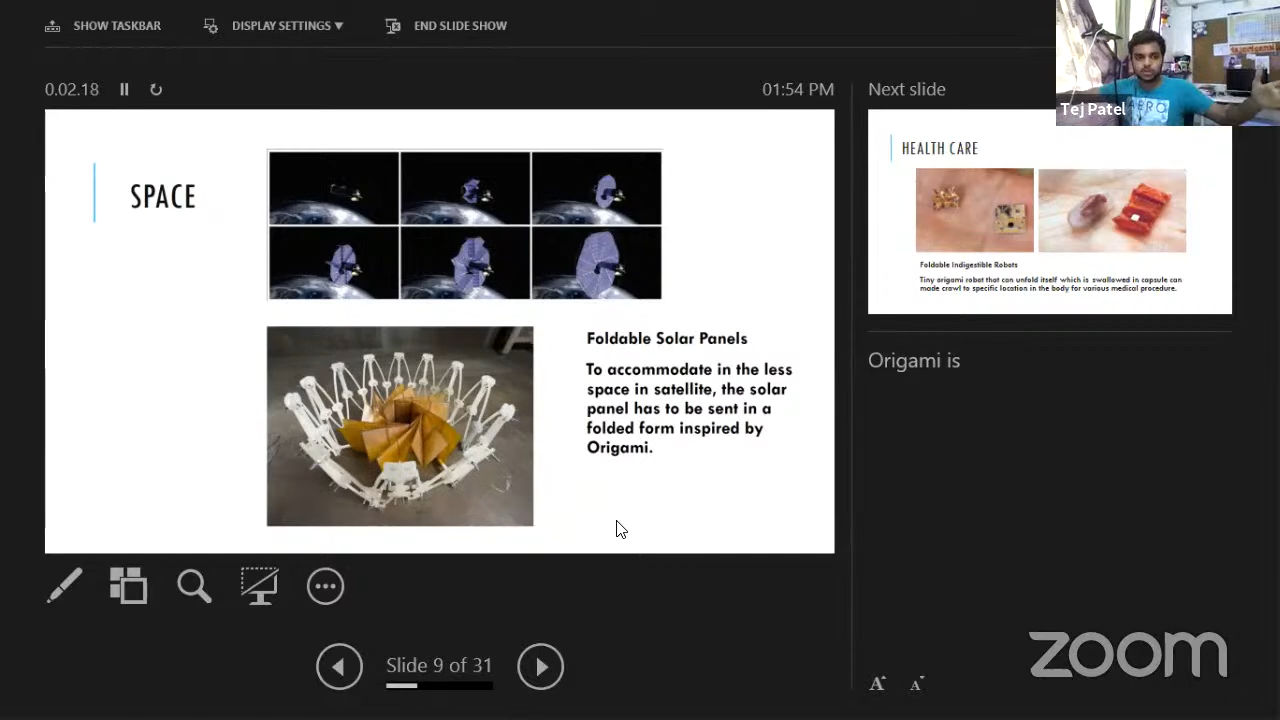 SHOW TASKBAR
DISPLAY SETTINGS
END SLIDE SHOW
0.02.18
01:54 PM
Next slide
Tej Patel
AERO
SPACE
Foldable Solar Panels
To accommodate in the less
space in satellite, the solar
panel has to be sent in a
folded form inspired by
Origami.
HEALTH CARE
Foldable Indigestible Robots
Tiny origami robot that can unfold itself which is swallowed in capsule can
made crawl to specific location in the body for various medical procedure.
Origami is
Slide 9 of 31
A A
zoom